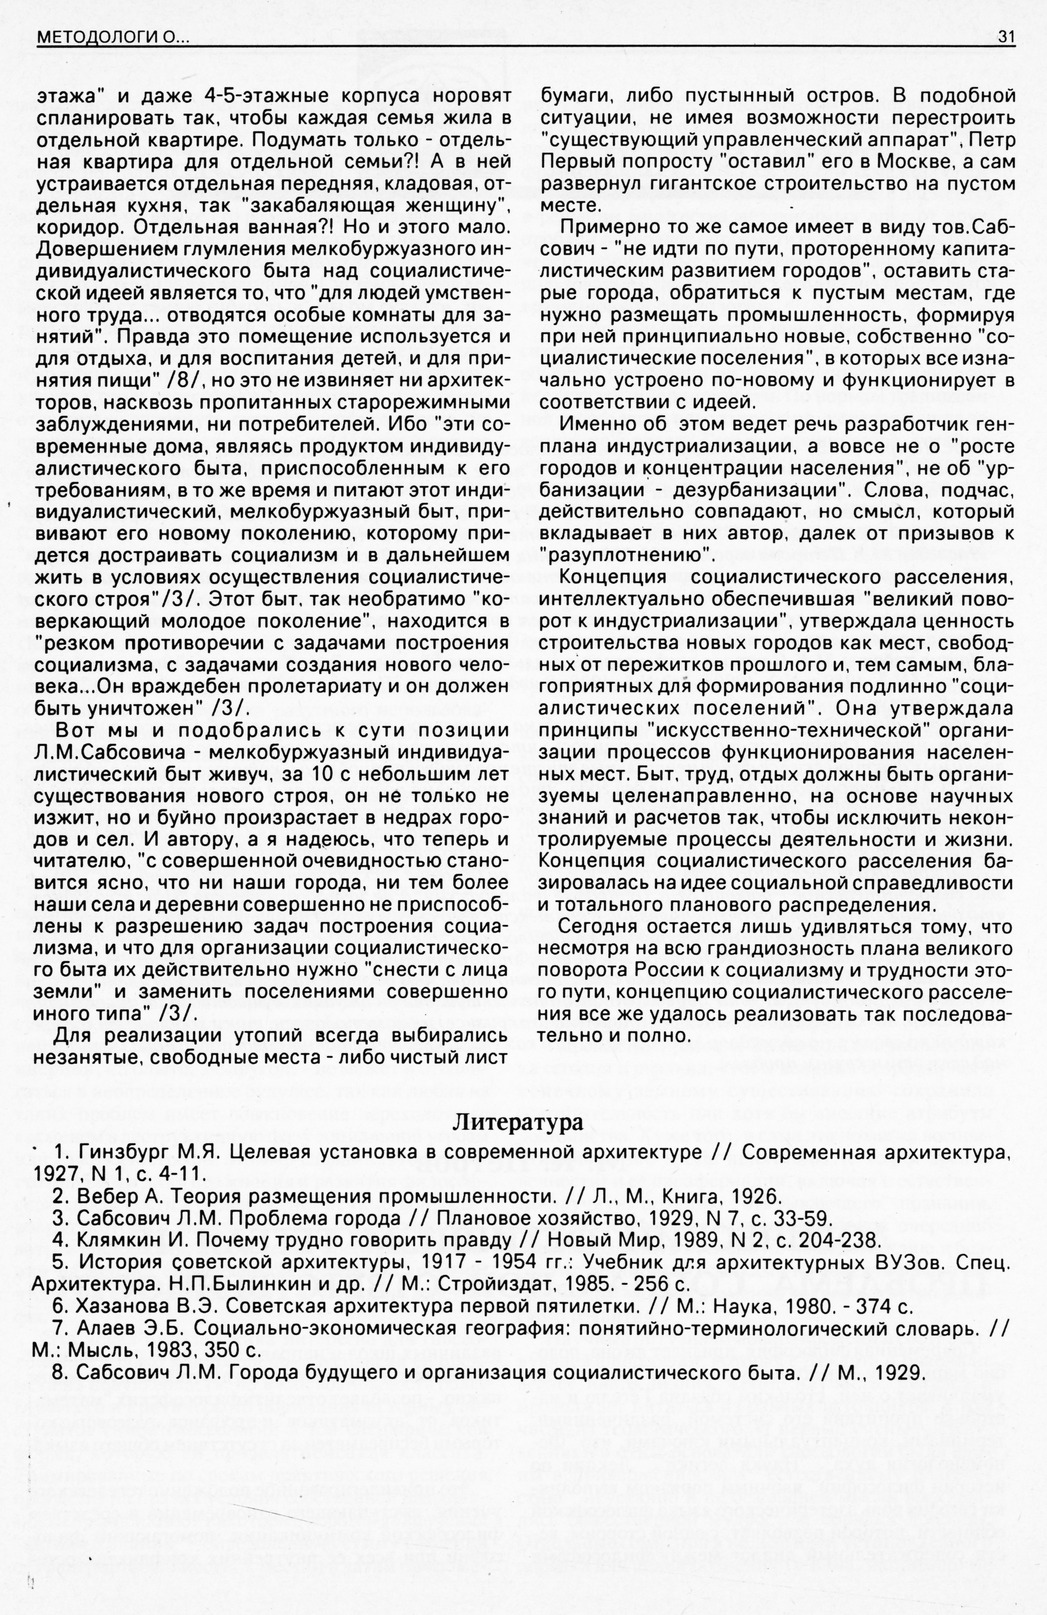 МЕТОДОЛОГИ О...
31
этажа" и даже 4-5-этажные корпуса норовят
спланировать так, чтобы каждая семья жила в
отдельной квартире. Подумать только - отдель-
ная квартира для отдельной семьи?! А в ней
устраивается отдельная передняя, кладовая, от-
дельная кухня, так "закабаляющая женщину",
коридор. Отдельная ванная?! Но и этого мало.
Довершением глумления мелкобуржуазного ин-
дивидуалистического быта над социалистиче-
ской идеей является то, что "для людей умствен-
ного труда... отводятся особые комнаты для за-
нятий". Правда это помещение используется и
для отдыха, и для воспитания детей, и для при-
нятия пищи" /8/, но это не извиняет ни архитек-
торов, насквозь пропитанных старорежимными
заблуждениями, ни потребителей. Ибо "эти со-
временные дома, являясь продуктом индивиду-
алистического быта, приспособленным к его
требованиям, в то же время и питают этот инди-
видуалистический, мелкобуржуазный быт, при-
вивают его новому поколению, которому при-
дется достраивать социализм и в дальнейшем
жить в условиях осуществления социалистиче-
ского строя"/3/. Этот быт, так необратимо "ко-
веркающий молодое поколение", находится в
"резком противоречии с задачами построения
социализма, с задачами создания нового чело-
века...Он враждебен пролетариату и он должен
быть уничтожен" /3/.
Вот мы и подобрались к сути позиции
Л.М.Сабсовича - мелкобуржуазный индивидуа-
листический быт живуч, за 10 с небольшим лет
существования нового строя, он не только не
изжит, но и буйно произрастает в недрах горо-
дов и сел. И автору, а я надеюсь, что теперь и
читателю, "с совершенной очевидностью стано-
вится ясно, что ни наши города, ни тем более
наши села и деревни совершенно не приспособ-
лены к разрешению задач построения социа-
лизма, и что для организации социалистическо-
го быта их действительно нужно "снести с лица
земли" и заменить поселениями совершенно
иного типа" /3/.
Для реализации утопий всегда выбирались
незанятые, свободные места - либо чистый лист
бумаги, либо пустынный остров. В подобной
ситуации, не имея возможности перестроить
"существующий управленческий аппарат", Петр
Первый попросту "оставил" его в Москве, а сам
развернул гигантское строительство на пустом
месте.
Примерно то же самое имеет в виду тов.Саб-
сович - "не идти по пути, проторенному капита-
листическим развитием городов", оставить ста-
рые города, обратиться к пустым местам, где
нужно размещать промышленность, формируя
при ней принципиально новые, собственно "со-
циалистические поселения", в которых все изна-
чально устроено по-новому и функционирует в
соответствии с идеей.
Именно об этом ведет речь разработчик ген-
плана индустриализации, а вовсе не о "росте
городов и концентрации населения", не об "ур-
банизации - дезурбанизации". Слова, подчас,
действительно совпадают, но смысл, который
вкладывает в них автор, далек от призывов к
"разуплотнению".
Концепция социалистического расселения,
интеллектуально обеспечившая "великий пово-
рот к индустриализации", утверждала ценность
строительства новых городов как мест, свобод-
ных от пережитков прошлого и, тем самым, бла-
гоприятных для формирования подлинно "соци-
алистических поселений". Она утверждала
принципы "искусственно-технической" органи-
зации процессов функционирования населен-
ных мест. Быт, труд, отдых должны быть органи-
зуемы целенаправленно, на основе научных
знаний и расчетов так, чтобы исключить некон-
тролируемые процессы деятельности и жизни.
Концепция социалистического расселения ба-
зировалась на идее социальной справедливости
и тотального планового распределения.
Сегодня остается лишь удивляться тому, что
несмотря на всю грандиозность плана великого
поворота России к социализму и трудности это-
го пути, концепцию социалистического расселе-
ния все же удалось реализовать так последова-
тельно и полно.
Литература
1. Гинзбург М.Я. Целевая установка в современной архитектуре // Современная архитектура,
1927, N 1, с. 4-11.
2. Вебер А. Теория размещения промышленности. // Л., М., Книга, 1926.
3. Сабсович Л.М. Проблема города // Плановое хозяйство, 1929, N 7, с. 33-59.
4. Клямкин И. Почему трудно говорить правду // Новый Мир, 1989, N 2, с. 204-238.
5. История советской архитектуры, 1917 - 1954 гг.: Учебник для архитектурных ВУЗов. Спец.
Архитектура. Н.П.Былинкин и др. // М.: Стройиздат, 1985. - 256 с.
6. Хазанова В.Э. Советская архитектура первой пятилетки. // М.: Наука, 1980. - 374 с.
7. Алаев Э.Б. Социально-экономическая география: понятийно-терминологический словарь. //
М.: Мысль, 1983, 350 с.
8. Сабсович Л.М. Города будущего и организация социалистического быта. // М., 1929.